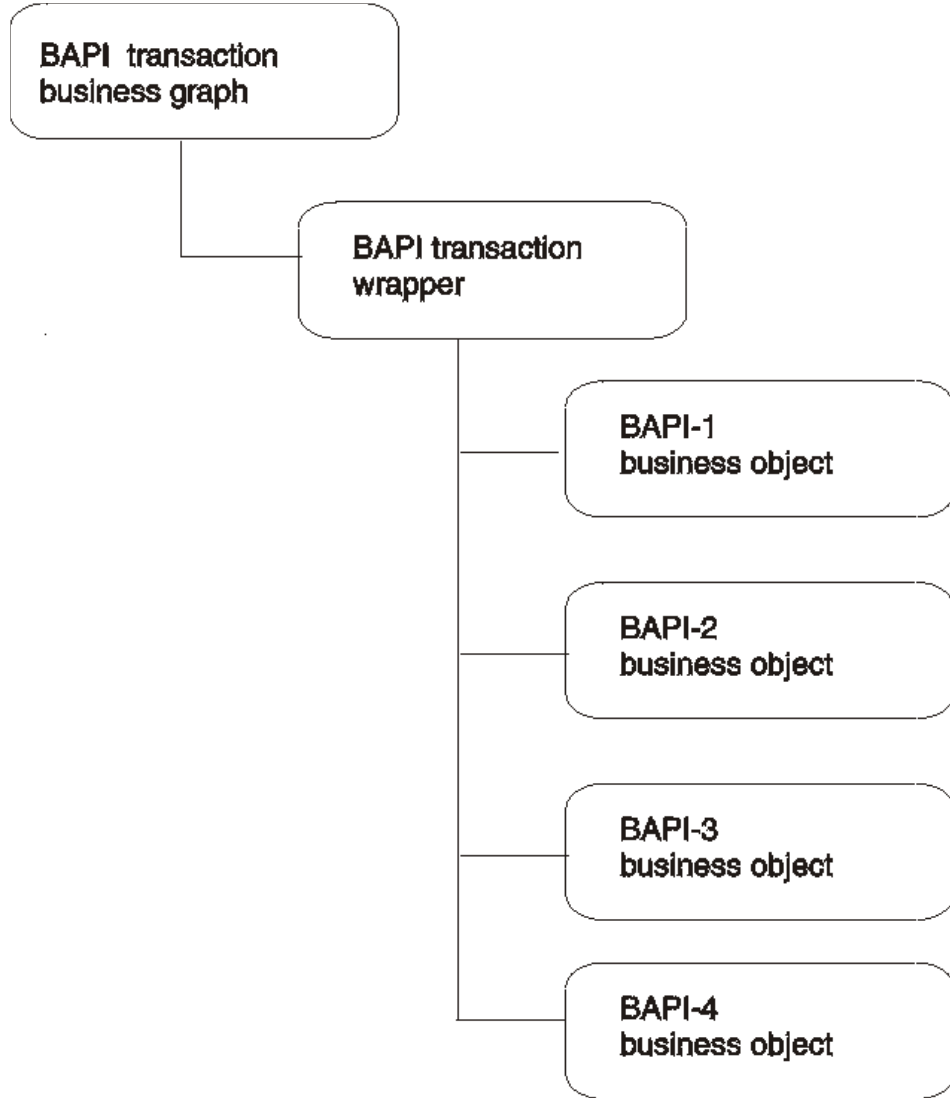 BAPI transaction
business graph
BAPI transaction
wrapper
BAPI-1
business object
BAPI-2
business object
BAPI-3
business object
BAPI-4
business object